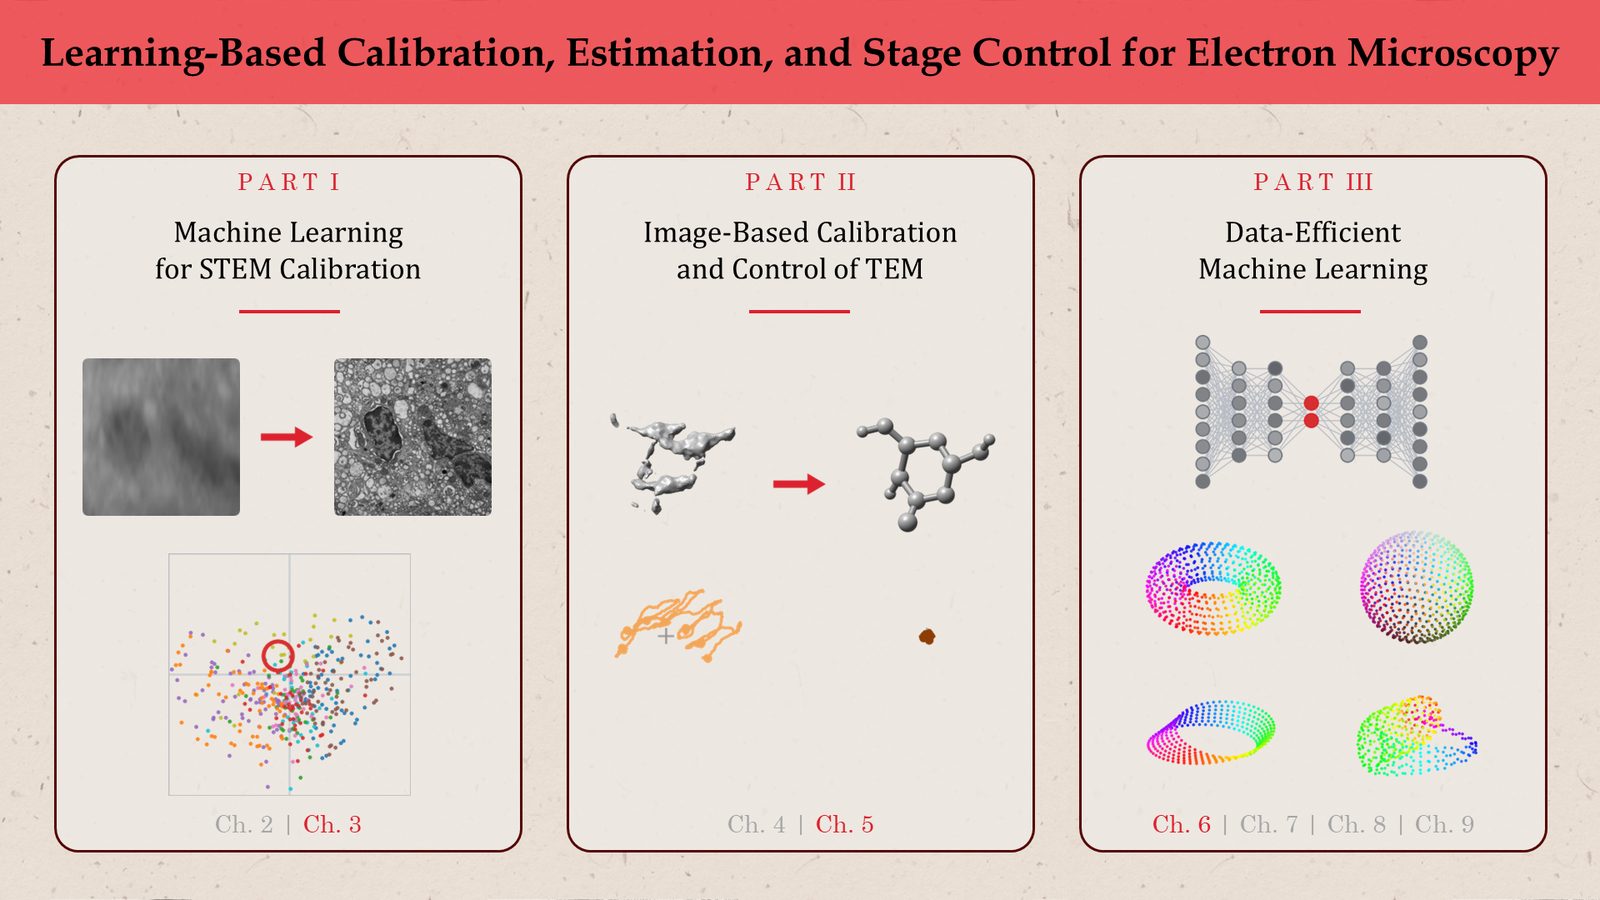 Learning-Based Calibration, Estimation, and Stage Control for Electron Microscopy
PART I
Machine Learning
for STEM Calibration
Ch. 2 | Ch. 3
PART II
Image-Based Calibration
and Control of TEM
Ch. 4 | Ch. 5
PART III
Data-Efficient
Machine Learning
Ch. 6 | Ch. 7 | Ch. 8 | Ch. 9